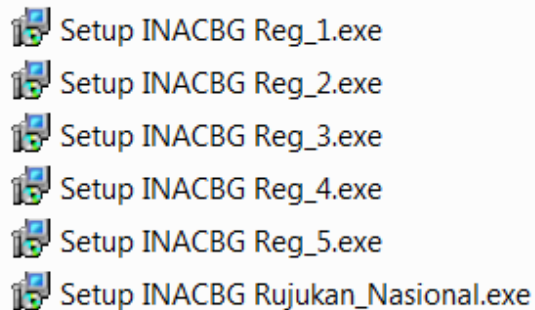 Setup INACBG Reg_1.exe
Setup INACBG Reg_2.exe
Setup INACBG Reg_3.exe
Setup INACBG Reg_4.exe
Setup INACBG Reg_5.exe
Setup INACBG Rujukan_Nasional.exe